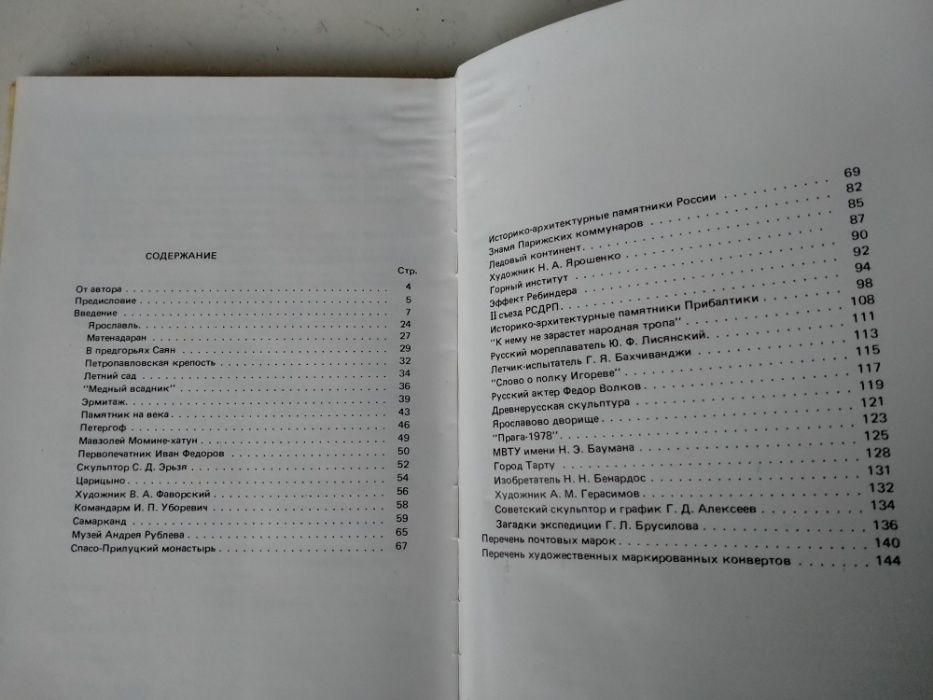 СОДЕРЖАНИЕ
Стр.
От автора . . . . . . . . . . . . . . . . . . . . 4
Предисловие . . . . . . . . . . . . . . . . . . . . 5
Введение . . . . . . . . . . . . . . . . . . . . 7
Ярославль. . . . . . . . . . . . . . . . . . . . 24
Матенадаран . . . . . . . . . . . . . . . . . . . . 27
В предгорьях Саян . . . . . . . . . . . . . . . . . . . . 29
Петропавловская крепость . . . . . . . . . . . . . . . . 32
Летний сад . . . . . . . . . . . . . . . . . . . . 34
"Медный всадник" . . . . . . . . . . . . . . . . . . . . 36
Эрмитаж. . . . . . . . . . . . . . . . . . . . 39
Памятник на века . . . . . . . . . . . . . . . . . . . . 43
Петергоф . . . . . . . . . . . . . . . . . . . . 46
Мавзолей Момине-хатун . . . . . . . . . . . . . . . . 49
Первопечатник Иван Федоров . . . . . . . . . . . . . . 50
Скульптор С. Д. Эрьзя . . . . . . . . . . . . . . . . 52
Царицыно . . . . . . . . . . . . . . . . . . . . 54
Художник В. А. Фаворский . . . . . . . . . . . . . . . . 56
Командарм И. П. Уборевич . . . . . . . . . . . . . . . . 58
Самарканд . . . . . . . . . . . . . . . . . . . . 59
Музей Андрея Рублева . . . . . . . . . . . . . . . . 65
Спасо-Прилуцкий монастырь . . . . . . . . . . . . . . . . 67
Историко-архитектурные памятники России . . . . . . . . . . 69
Знамя Парижских коммунаров . . . . . . . . . . . . . . 82
Ледовый континент. . . . . . . . . . . . . . . . . . 85
Художник Н. А. Ярошенко . . . . . . . . . . . . . . . . 87
Горный институт . . . . . . . . . . . . . . . . . . 90
Эффект Ребиндера . . . . . . . . . . . . . . . . . . 92
II съезд РСДРП. . . . . . . . . . . . . . . . . . . . 94
Историко-архитектурные памятники Прибалтики . . . . . . . . 98
"К нему не зарастет народная тропа" . . . . . . . . . . . . 108
Русский мореплаватель Ю. Ф. Лисянский. . . . . . . . . . . . 111
Летчик-испытатель Г. Я. Бахчиванджи . . . . . . . . . . . . 113
"Слово о полку Игореве" . . . . . . . . . . . . . . . . 115
Русский актер Федор Волков . . . . . . . . . . . . . . 117
Древнерусская скульптура . . . . . . . . . . . . . . . . 119
Ярославово дворище . . . . . . . . . . . . . . . . . . 121
"Прага-1978" . . . . . . . . . . . . . . . . . . . . 123
МВТУ имени Н. Э. Баумана . . . . . . . . . . . . . . . . 125
Город Тарту . . . . . . . . . . . . . . . . . . . . 128
Изобретатель Н. Н. Бенардос . . . . . . . . . . . . . . 131
Художник А. М. Герасимов . . . . . . . . . . . . . . . . 132
Советский скульптор и график Г. Д. Алексеев . . . . . . . . 134
Загадки экспедиции Г. Л. Брусилова . . . . . . . . . . . . 136
Перечень почтовых марок . . . . . . . . . . . . . . . . 140
Перечень художественных маркированных конвертов . . . . . . . 144